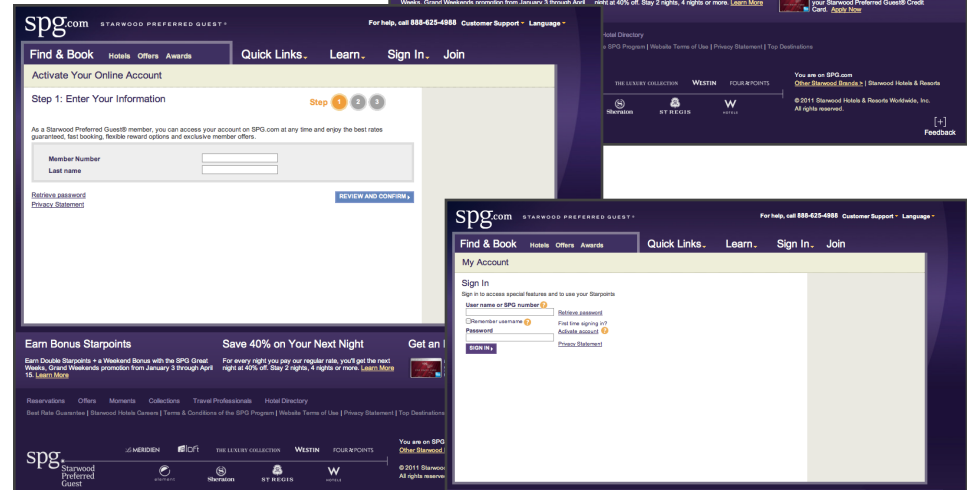 Weeks, Grand Weekends promotion from January 3 through April night at 40% off. Stay 2 nights, 4 nights or more. Learn More
your Starwood Preferred Guest® Credit
Card. Apply Now
spg.com STARWOOD PREFERRED GUEST®
For help, call 888-625-4988 Customer Support Language
Find & Book Hotels Offers Awards Quick Links Learn Sign In Join
Activate Your Online Account
Step 1: Enter Your Information
Step 1 2 3
As a Starwood Preferred Guest® member, you can access your account on SPG.com at any time and enjoy the best rates
guaranteed, fast booking, flexible reward options and exclusive member offers.
Member Number
Last name
Retrieve password
REVIEW AND CONFIRM
Privacy Statement
Hotel Directory
SPG Program | Website Terms of Use | Privacy Statement | Top Destinations
THE LUXURY COLLECTION WESTIN FOUR POINTS
Sheraton ST REGIS W HOTELS
You are on SPG.com
Other Starwood Brands > | Starwood Hotels & Resorts
© 2011 Starwood Hotels & Resorts Worldwide, Inc.
All rights reserved.
[+]
Feedback
spg.com STARWOOD PREFERRED GUEST®
For help, call 888-625-4988 Customer Support Language
Find & Book Hotels Offers Awards Quick Links Learn Sign In Join
My Account
Sign In
Sign in to access special features and to use your Starpoints
User name or SPG number ?
Retrieve password
Remember username ?
First time signing in?
Password
Activate account ?
SIGN IN
Privacy Statement
Earn Bonus Starpoints
Earn Double Starpoints + a Weekend Bonus with the SPG Great
Weeks, Grand Weekends promotion from January 3 through April
15. Learn More
Save 40% on Your Next Night
For every night you pay our regular rate, you'll get the next
night at 40% off. Stay 2 nights, 4 nights or more. Learn More
Get an
Reservations Offers Moments Collections Travel Professionals Hotel Directory
Best Rate Guarantee | Starwood Hotels Careers | Terms & Conditions of the SPG Program | Website Terms of Use | Privacy Statement | Top Destinations
spg.
Starwood
Preferred
Guest
LE MERIDIEN aloft THE LUXURY COLLECTION WESTIN FOUR POINTS
element Sheraton ST REGIS W HOTELS
You are on SPG
Other Starwood
© 2011 Starwood
All rights reserve